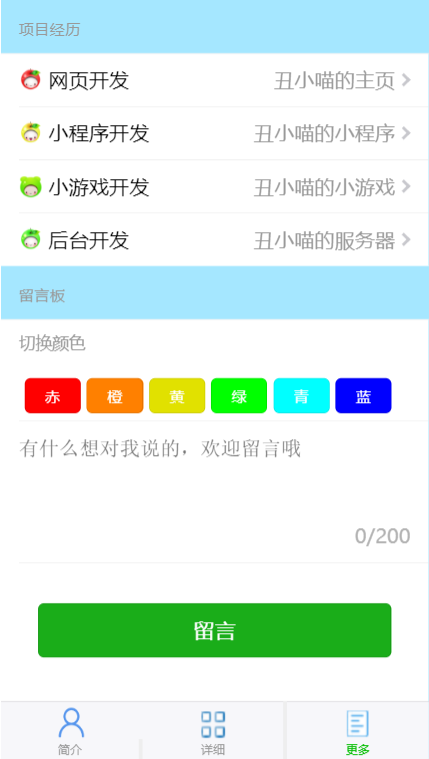 项目经历
网页开发 丑小喵的主页
小程序开发 丑小喵的小程序
小游戏开发 丑小喵的小游戏
后台开发 丑小喵的服务器
留言板
切换颜色
赤 橙 黄 绿 青 蓝
有什么想对我说的，欢迎留言哦
0/200
留言
简介 详细 更多